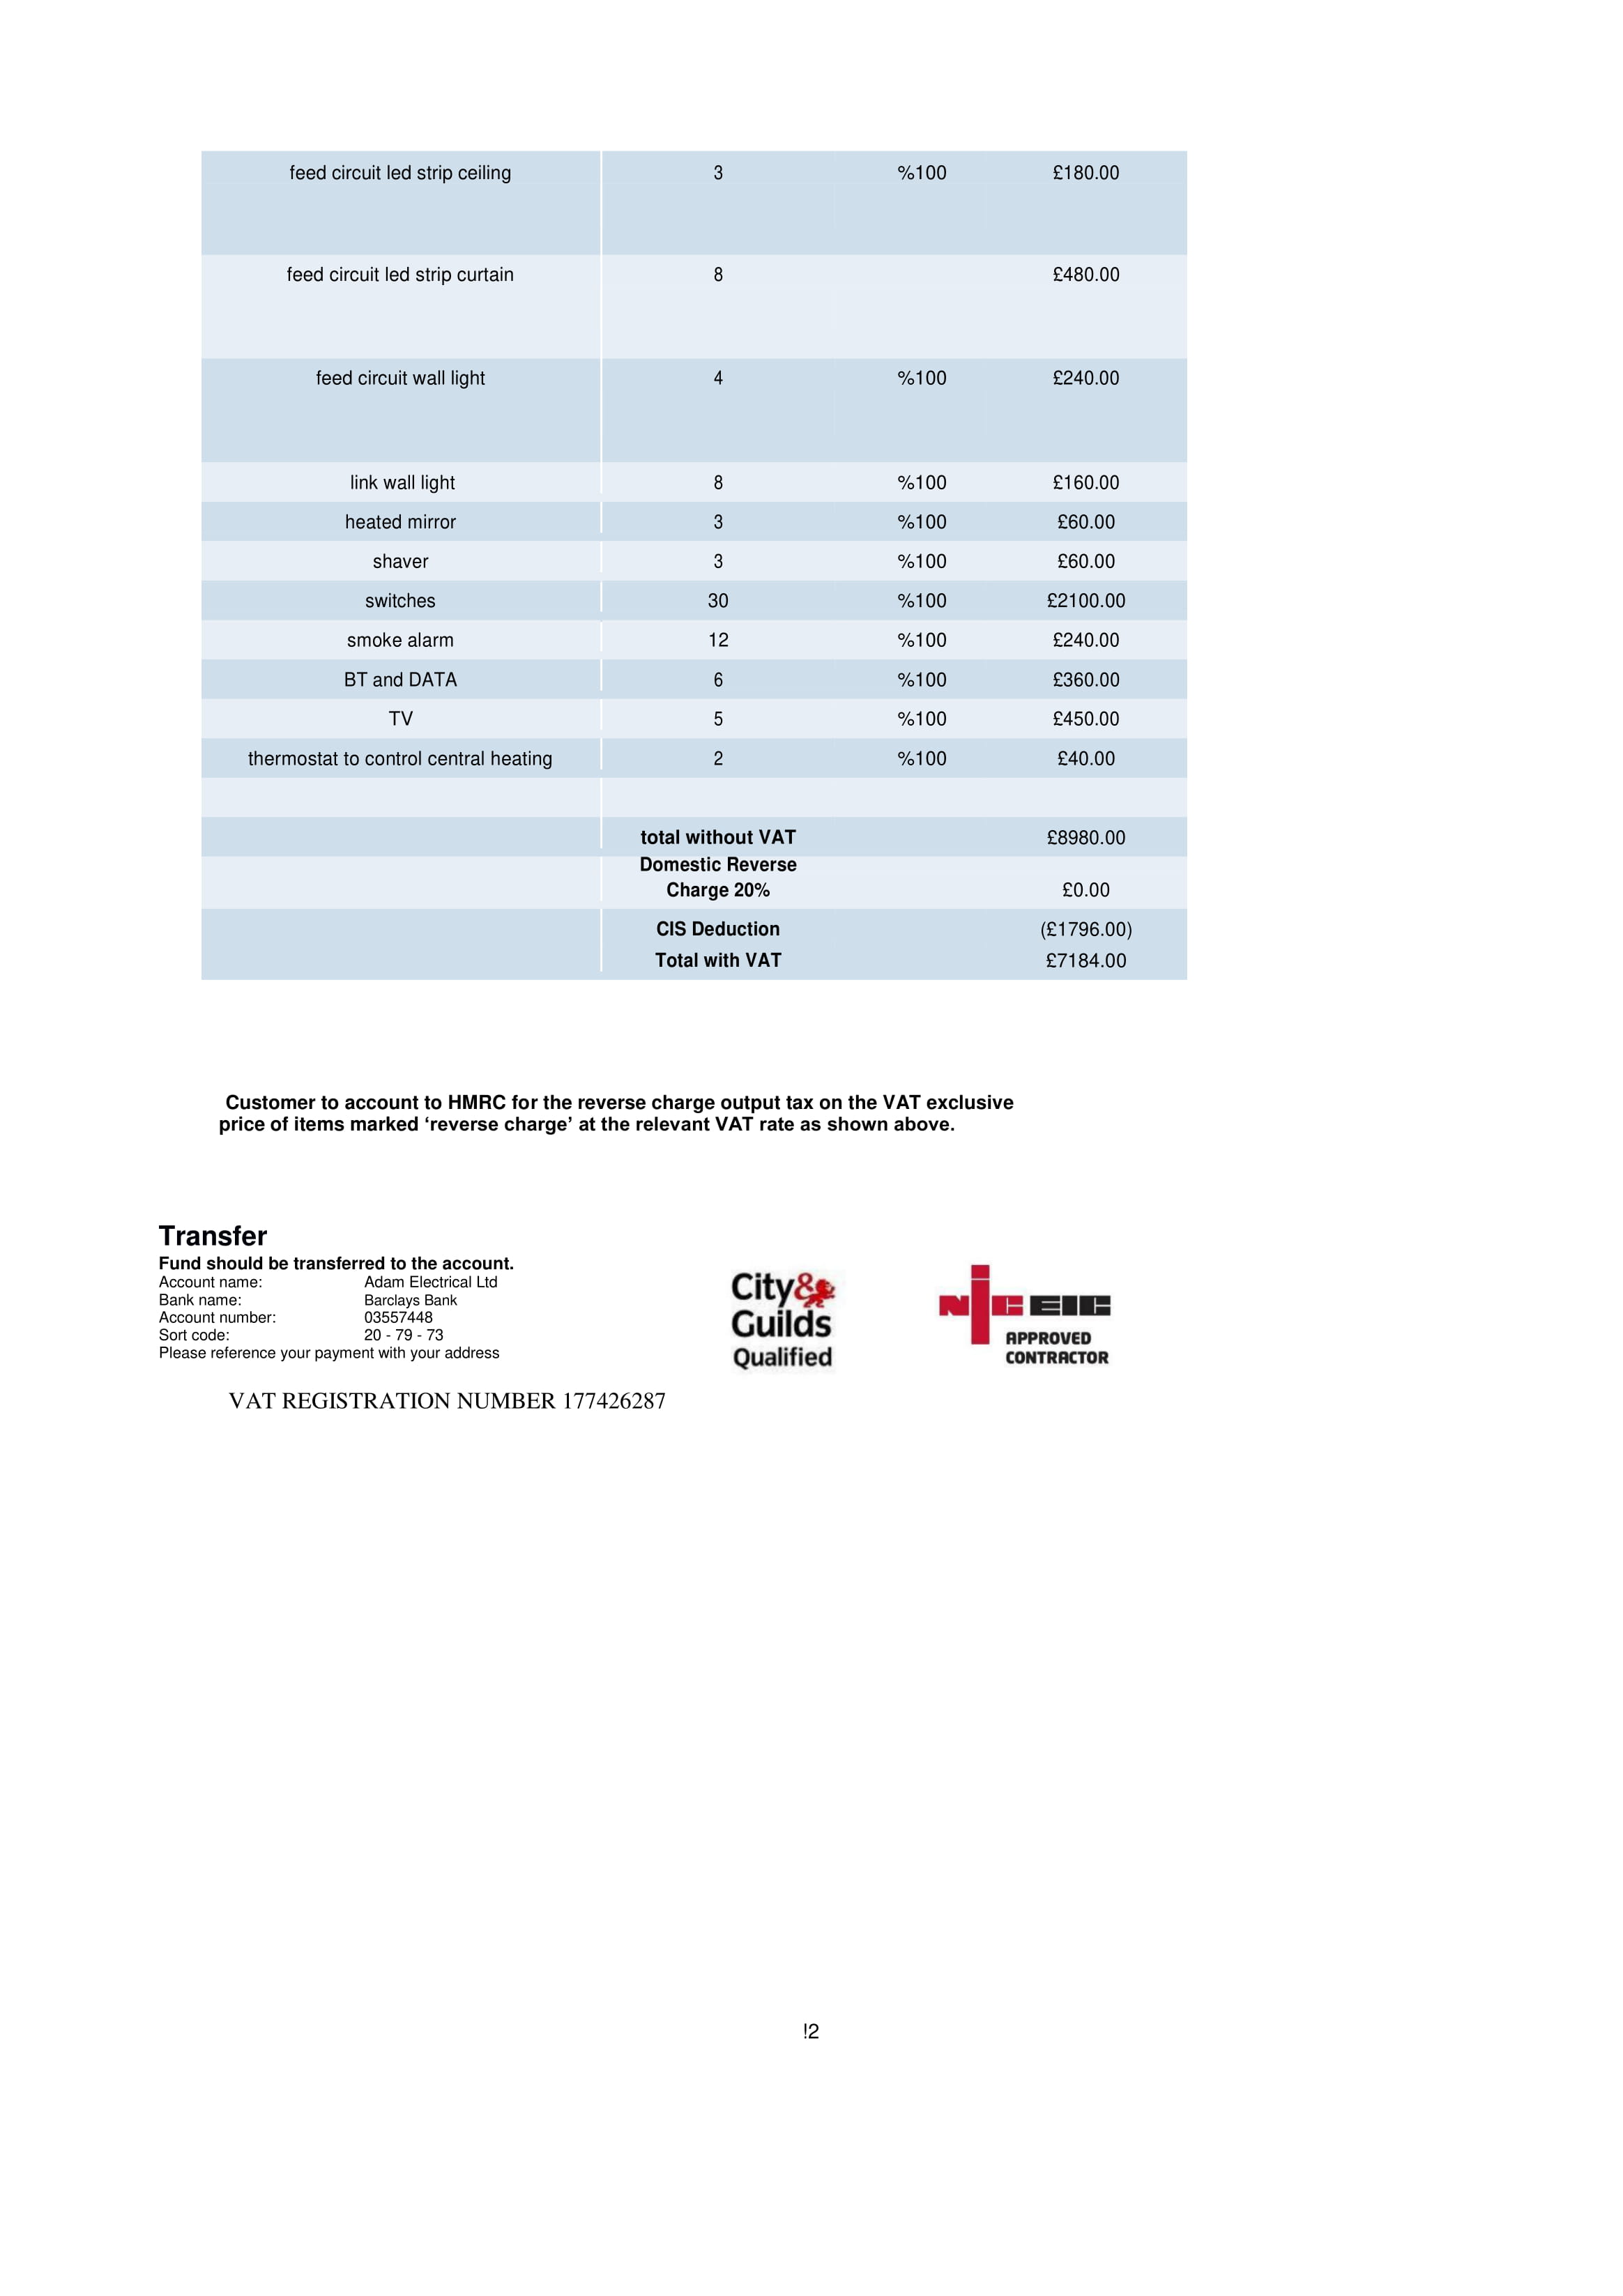 feed circuit led strip ceiling 3 %100 £180.00
feed circuit led strip curtain 8 £480.00
feed circuit wall light 4 %100 £240.00
link wall light 8 %100 £160.00
heated mirror 3 %100 £60.00
shaver 3 %100 £60.00
switches 30 %100 £2100.00
smoke alarm 12 %100 £240.00
BT and DATA 6 %100 £360.00
TV 5 %100 £450.00
thermostat to control central heating 2 %100 £40.00
total without VAT £8980.00
Domestic Reverse
Charge 20% £0.00
CIS Deduction (£1796.00)
Total with VAT £7184.00
Customer to account to HMRC for the reverse charge output tax on the VAT exclusive
price of items marked ‘reverse charge’ at the relevant VAT rate as shown above.
Transfer
Fund should be transferred to the account.
Account name: Adam Electrical Ltd
Bank name: Barclays Bank
Account number: 03557448
Sort code: 20 - 79 - 73
Please reference your payment with your address
City&
Guilds
Qualified
NICEIC
APPROVED
CONTRACTOR
VAT REGISTRATION NUMBER 177426287
!2